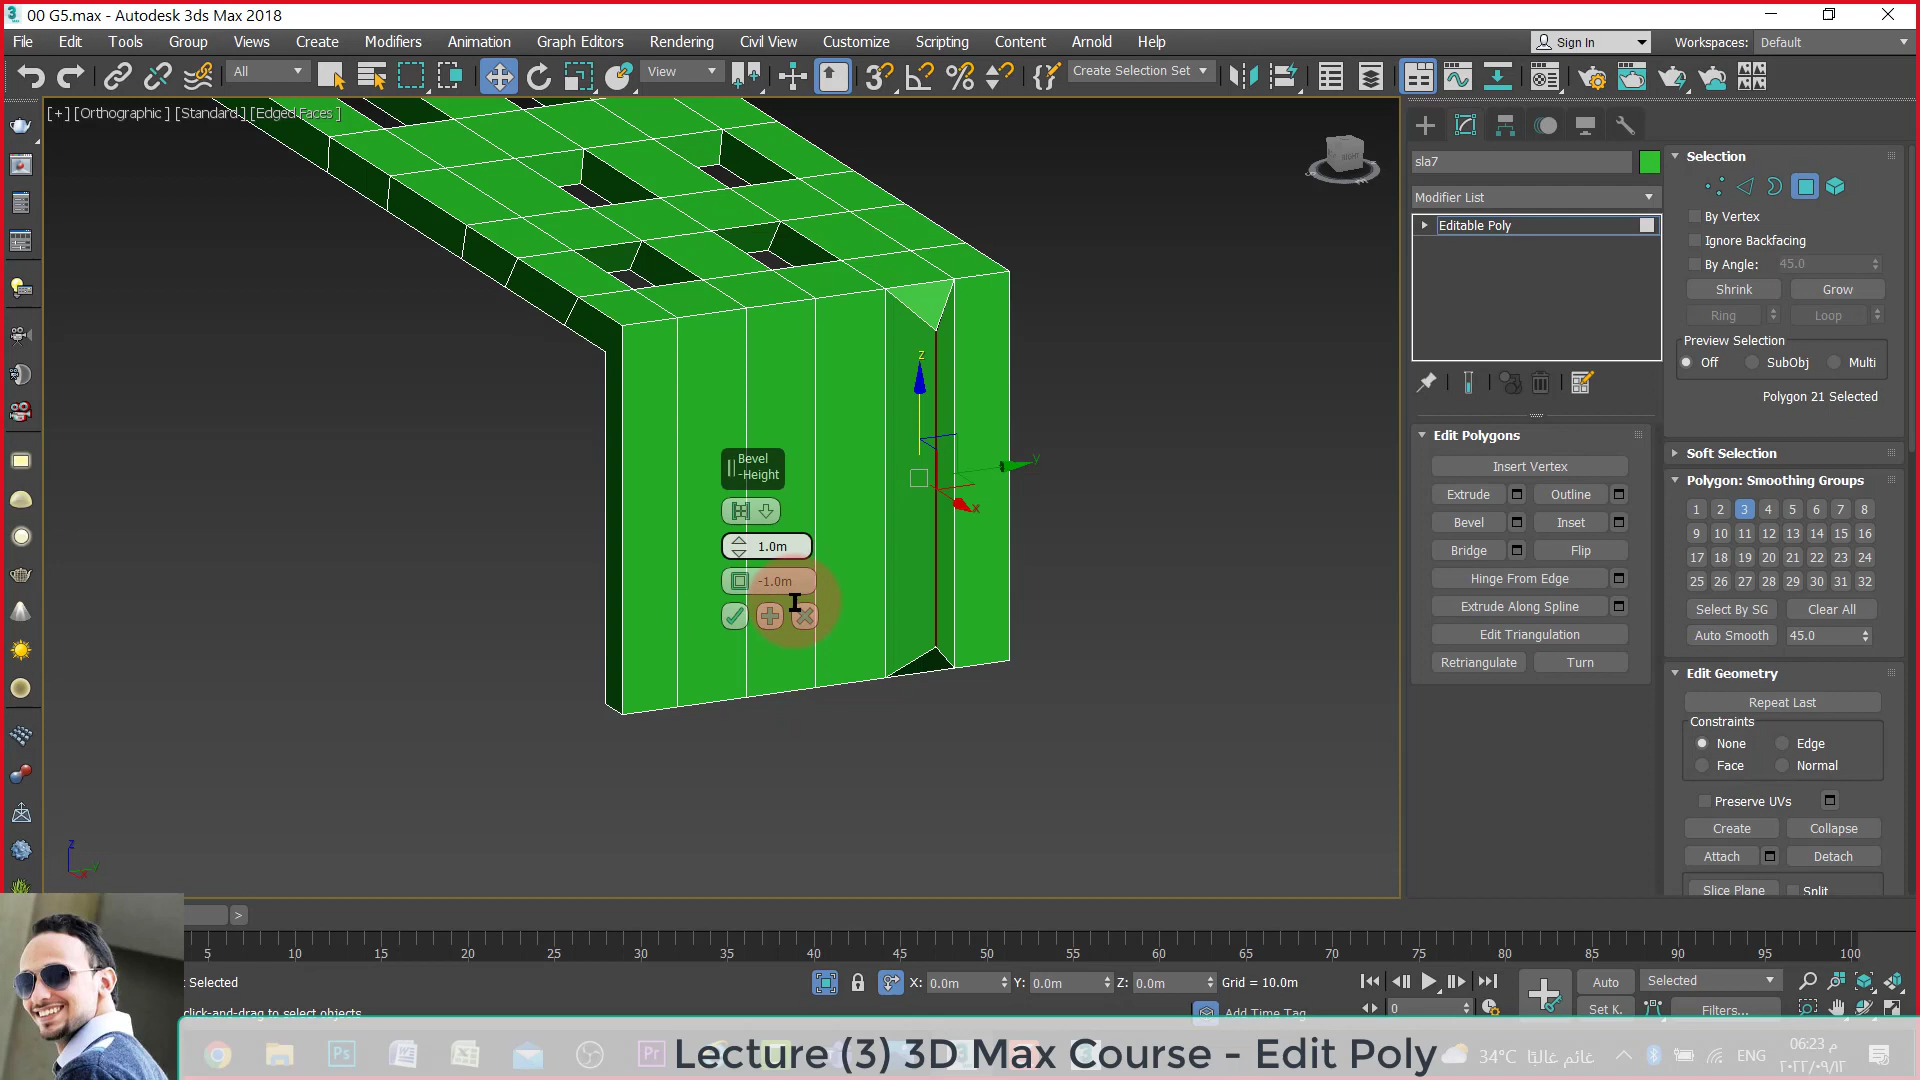 00 G5.max - Autodesk 3ds Max 2018
File Edit Tools Group Views Create Modifiers Animation Graph Editors Rendering Civil View Customize Scripting Content Arnold Help
Sign In
Workspaces: Default
All
View
Create Selection Set
[ + ] [Orthographic ] [Standard ] [Edged Faces ]
RIGHT
z
y
x
Bevel
-Height
1.0m
-1.0m
sla7
Modifier List
Editable Poly
Edit Polygons
Insert Vertex
Extrude Outline
Bevel Inset
Bridge Flip
Hinge From Edge
Extrude Along Spline
Edit Triangulation
Retriangulate Turn
Selection
By Vertex
Ignore Backfacing
By Angle: 45.0
Shrink Grow
Ring Loop
Preview Selection
Off SubObj Multi
Polygon 21 Selected
Soft Selection
Polygon: Smoothing Groups
1 2 3 4 5 6 7 8
9 10 11 12 13 14 15 16
17 18 19 20 21 22 23 24
25 26 27 28 29 30 31 32
Select By SG Clear All
Auto Smooth 45.0
Edit Geometry
Repeat Last
Constraints
None Edge
Face Normal
Preserve UVs
Create Collapse
Attach Detach
Slice Plane Split
>
5 10 15 20 25 30 35 40 45 50 55 60 65 70 75 80 85 90 95 100
Selected
X: 0.0m Y: 0.0m Z: 0.0m Grid = 10.0m
click-and-drag to select objects
Add Time Tag
0
Auto Selected
Set K. Filters...
Lecture (3) 3D Max Course - Edit Poly
34°C غائم غالبًا
ENG
06:23 م
٢٠٢٢/٠٩/١٢